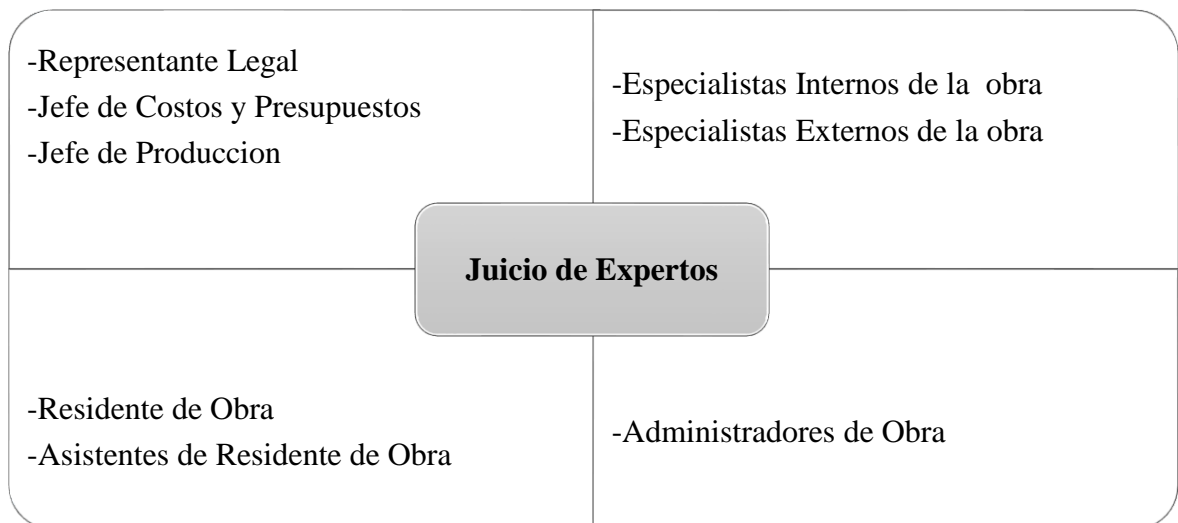 -Representante Legal
-Jefe de Costos y Presupuestos
-Jefe de Produccion
-Especialistas Internos de la obra
-Especialistas Externos de la obra
Juicio de Expertos
-Residente de Obra
-Asistentes de Residente de Obra
-Administradores de Obra